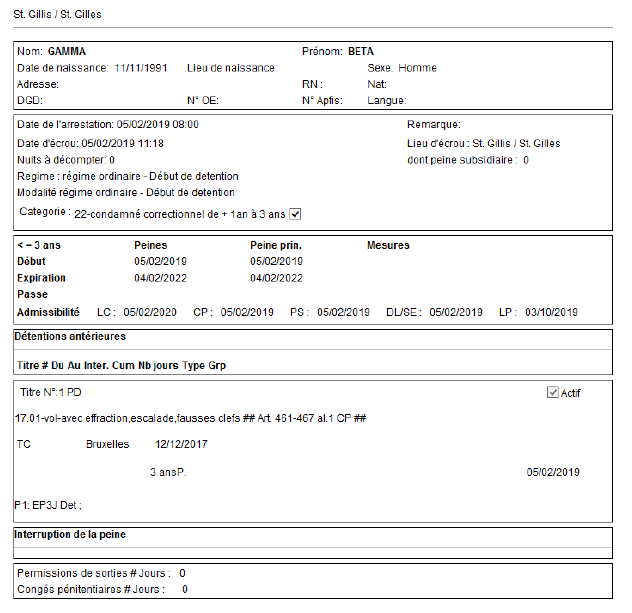 St. Gillis / St. Gilles
Nom: GAMMA Prénom: BETA
Date de naissance: 11/11/1991 Lieu de naissance: Sexe: Homme
Adresse: RN : Nat:
DGD: N° OE: N° Apfis: Langue:
Date de l'arrestation: 05/02/2019 08:00 Remarque:
Date d'écrou: 05/02/2019 11:18 Lieu d'écrou : St. Gillis / St. Gilles
Nuits à décompter: 0 dont peine subsidiaire : 0
Regime : régime ordinaire - Début de detention
Modalité régime ordinaire - Début de detention
Categorie : 22-condamné correctionnel de + 1an à 3 ans
< – 3 ans Peines Peine prin. Mesures
Début 05/02/2019 05/02/2019
Expiration 04/02/2022 04/02/2022
Passe
Admissibilité LC : 05/02/2020 CP : 05/02/2019 PS : 05/02/2019 DL/SE : 05/02/2019 LP : 03/10/2019
Détentions antérieures
Titre # Du Au Inter. Cum Nb jours Type Grp
Titre N°:1 PD Actif
17.01-vol-avec effraction,escalade,fausses clefs ## Art. 461-467 al.1 CP ##
TC Bruxelles 12/12/2017
3 ansP. 05/02/2019
P1: EP3J Det ;
Interruption de la peine
Permissions de sorties # Jours : 0
Congés pénitentiaires # Jours : 0